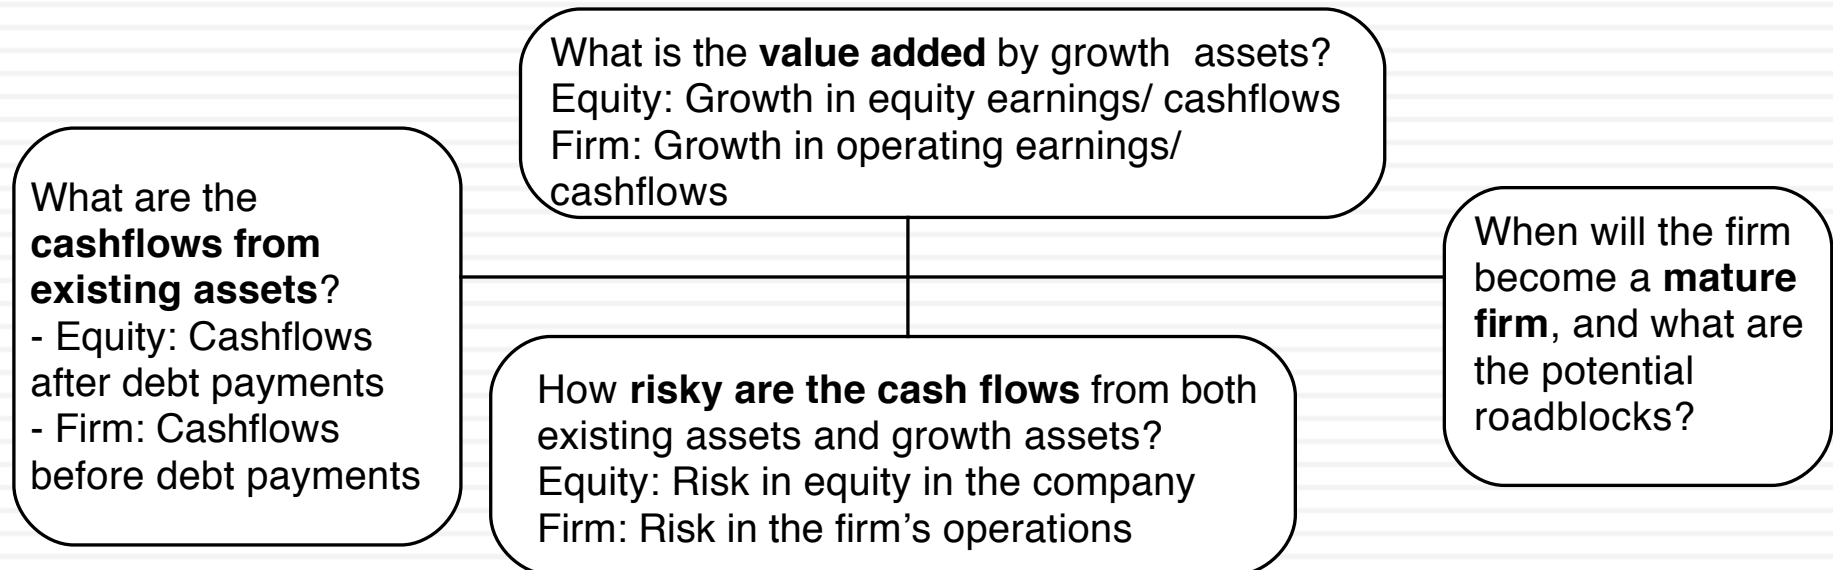 What is the value added by growth assets?
Equity: Growth in equity earnings/ cashflows
Firm: Growth in operating earnings/
cashflows
What are the
cashflows from
existing assets?
- Equity: Cashflows
after debt payments
- Firm: Cashflows
before debt payments
How risky are the cash flows from both
existing assets and growth assets?
Equity: Risk in equity in the company
Firm: Risk in the firm's operations
When will the firm
become a mature
firm, and what are
the potential
roadblocks?